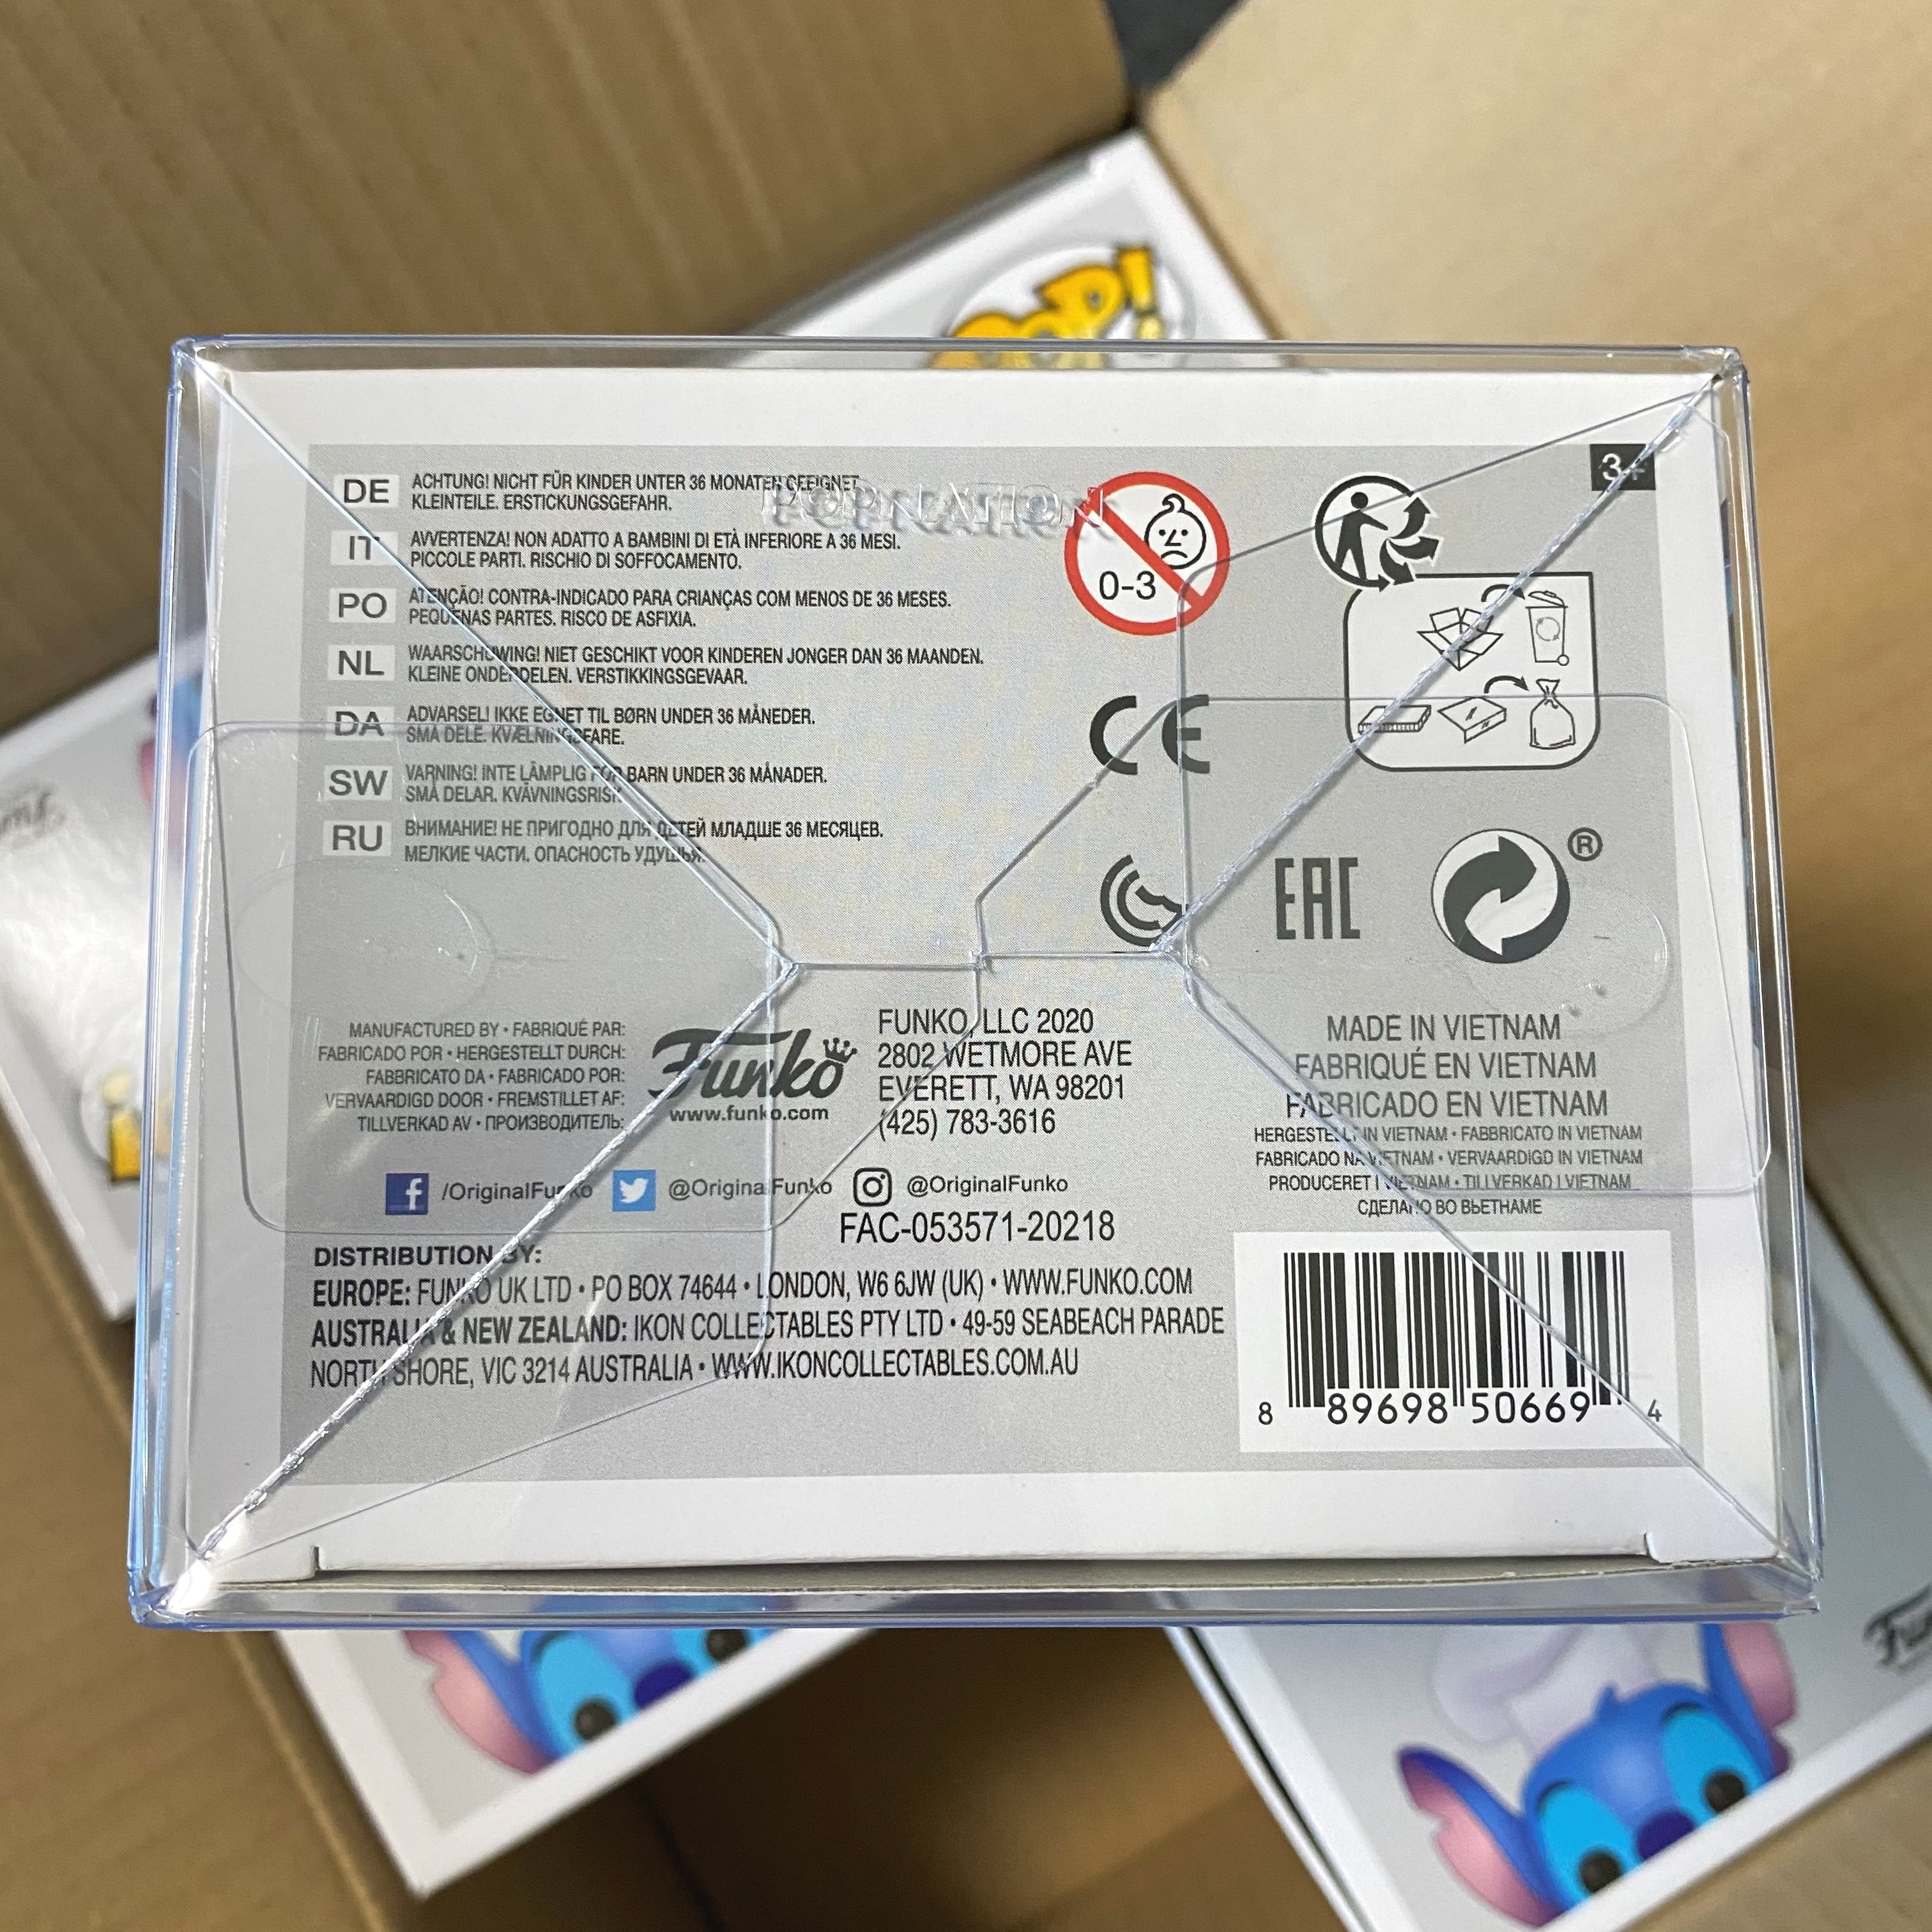 POP!
3+
DE ACHTUNG! NICHT FÜR KINDER UNTER 36 MONATEN GEEIGNET
KLEINTEILE. ERSTICKUNGSGEFAHR.
POPNATION
IT AVVERTENZA! NON ADATTO A BAMBINI DI ETÀ INFERIORE A 36 MESI.
PICCOLE PARTI. RISCHIO DI SOFFOCAMENTO.
PO ATENÇÃO! CONTRA-INDICADO PARA CRIANÇAS COM MENOS DE 36 MESES.
PEQUENAS PARTES. RISCO DE ASFIXIA.
NL WAARSCHUWING! NIET GESCHIKT VOOR KINDEREN JONGER DAN 36 MAANDEN.
KLEINE ONDERDELEN. VERSTIKKINGSGEVAAR.
DA ADVARSEL! IKKE EGNET TIL BØRN UNDER 36 MÅNEDER.
SMÅ DELE. KVÆLNINGSFARE.
SW VARNING! INTE LÄMPLIG FÖR BARN UNDER 36 MÅNADER.
SMÅ DELAR. KVÄVNINGSRISK
RU ВНИМАНИЕ! НЕ ПРИГОДНО ДЛЯ ДЕТЕЙ МЛАДШЕ 36 МЕСЯЦЕВ.
МЕЛКИЕ ЧАСТИ. ОПАСНОСТЬ УДУШЬЯ.
0-3
CE
EAC
®
MANUFACTURED BY • FABRIQUÉ PAR:
FABRICADO POR • HERGESTELLT DURCH:
FABBRICATO DA • FABRICADO POR:
VERVAARDIGD DOOR • FREMSTILLET AF:
TILLVERKAD AV • ПРОИЗВОДИТЕЛЬ:
Funko
www.funko.com
FUNKO, LLC 2020
2802 WETMORE AVE
EVERETT, WA 98201
(425) 783-3616
MADE IN VIETNAM
FABRIQUÉ EN VIETNAM
FABRICADO EN VIETNAM
HERGESTELLT IN VIETNAM • FABBRICATO IN VIETNAM
FABRICADO NA VIETNAM • VERVAARDIGD IN VIETNAM
PRODUCERET I VIETNAM • TILLVERKAD I VIETNAM
СДЕЛАНО ВО ВЬЕТНАМЕ
/OriginalFunko @OriginalFunko @OriginalFunko
FAC-053571-20218
DISTRIBUTION BY:
EUROPE: FUNKO UK LTD • PO BOX 74644 • LONDON, W6 6JW (UK) • WWW.FUNKO.COM
AUSTRALIA & NEW ZEALAND: IKON COLLECTABLES PTY LTD • 49-59 SEABEACH PARADE
NORTH SHORE, VIC 3214 AUSTRALIA • WWW.IKONCOLLECTABLES.COM.AU
8 89698 50669 4